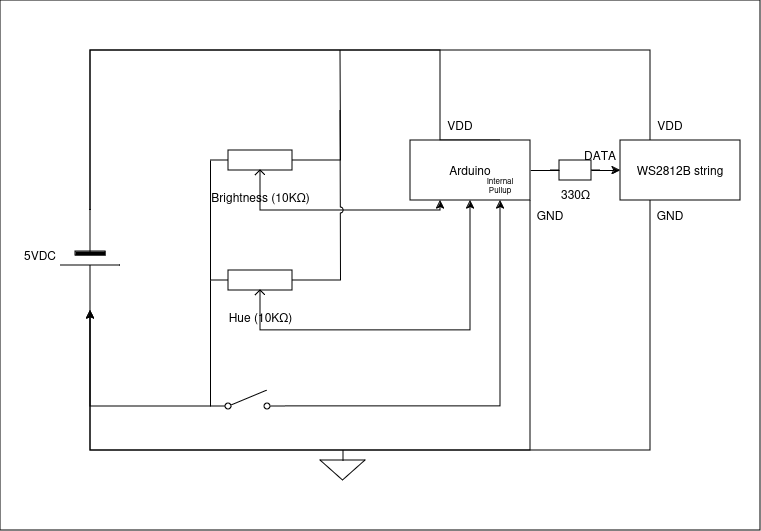 VDD
VDD
DATA
Arduino
WS2812B string
Internal
Pullup
330Ω
Brightness (10KΩ)
GND
GND
5VDC
Hue (10KΩ)